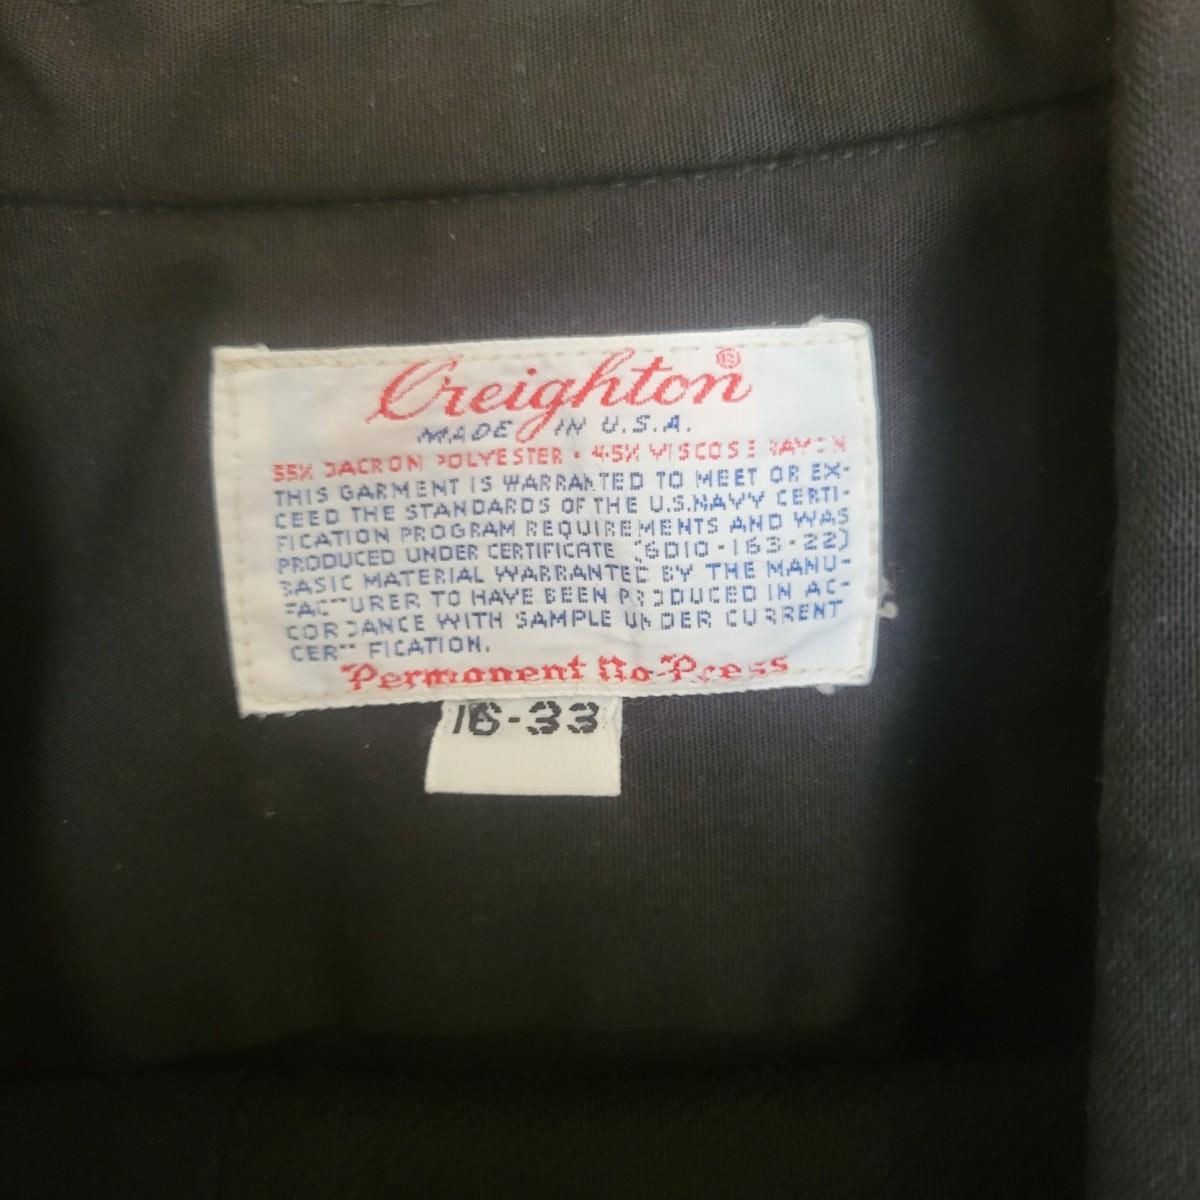 Creighton®
MADE IN U.S.A.
55% DACRON POLYESTER • 45% VISCOSE RAYON
THIS GARMENT IS WARRANTED TO MEET OR EX-
CEED THE STANDARDS OF THE U.S.NAVY CERTI-
FICATION PROGRAM REQUIREMENTS AND WAS
PRODUCED UNDER CERTIFICATE (6D10-163-22)
BASIC MATERIAL WARRANTED BY THE MANU-
FACTURER TO HAVE BEEN PRODUCED IN AC-
CORDANCE WITH SAMPLE UNDER CURRENT
CERTIFICATION.
Permanent No-Press
16-33